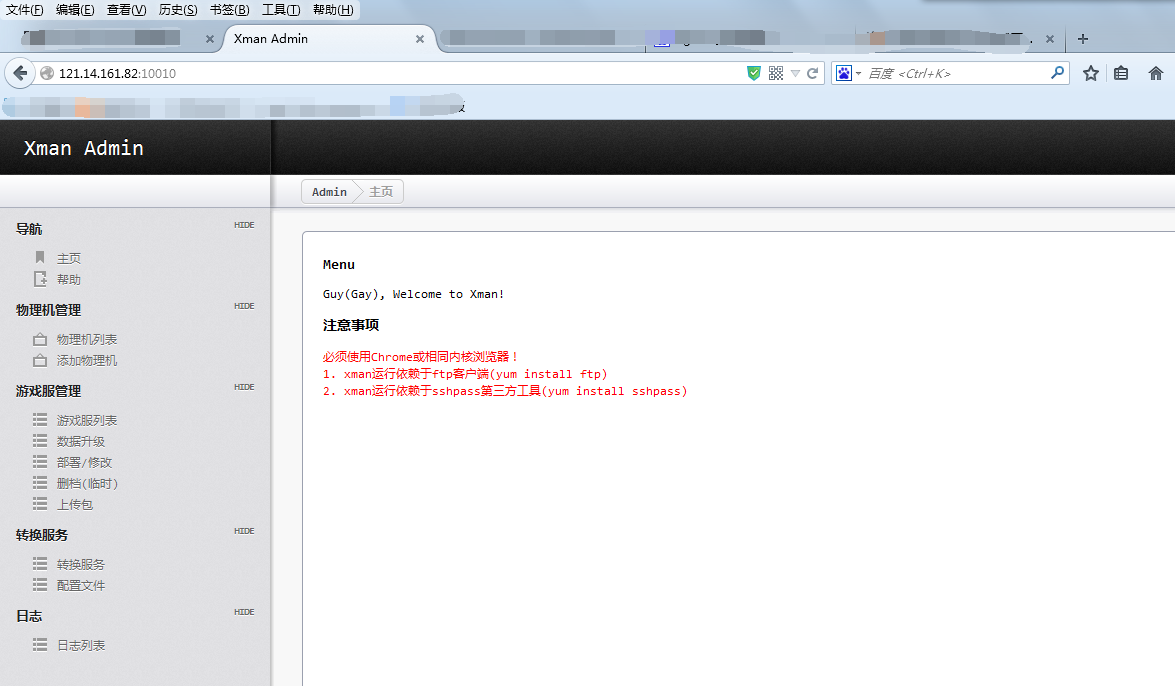 文件(F) 编辑(E) 查看(V) 历史(S) 书签(B) 工具(T) 帮助(H)
Xman Admin
121.14.161.82:10010
百度 <Ctrl+K>
Xman Admin
Admin 主页
导航 HIDE
主页
帮助
物理机管理 HIDE
物理机列表
添加物理机
游戏服管理 HIDE
游戏服列表
数据升级
部署/修改
删档(临时)
上传包
转换服务 HIDE
转换服务
配置文件
日志 HIDE
日志列表
Menu
Guy(Gay), Welcome to Xman!
注意事项
必须使用Chrome或相同内核浏览器！
1. xman运行依赖于ftp客户端(yum install ftp)
2. xman运行依赖于sshpass第三方工具(yum install sshpass)